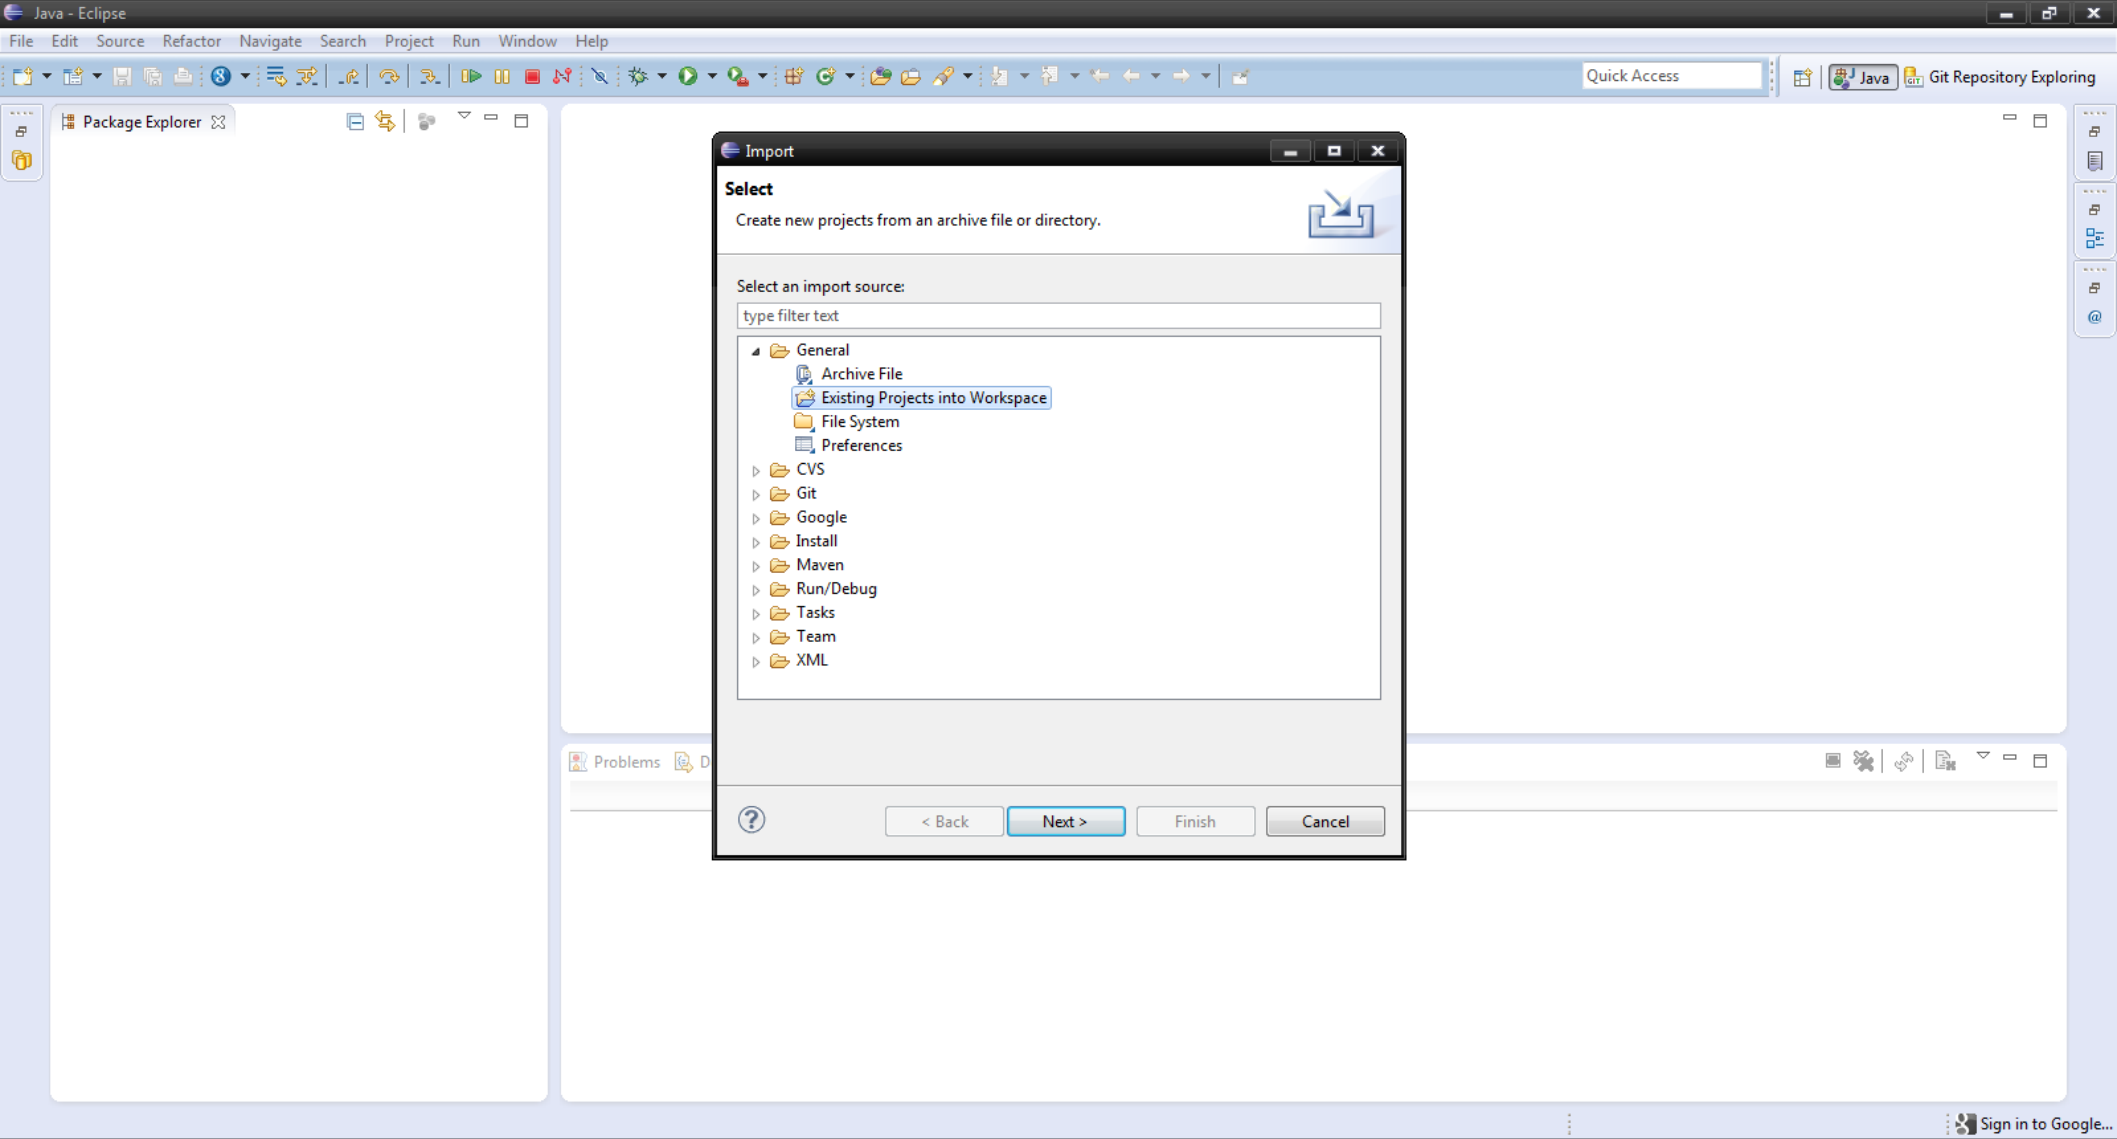 Java - Eclipse
File Edit Source Refactor Navigate Search Project Run Window Help
Quick Access
Java
Git Repository Exploring
Package Explorer
Import
Select
Create new projects from an archive file or directory.
Select an import source:
type filter text
General
Archive File
Existing Projects into Workspace
File System
Preferences
CVS
Git
Google
Install
Maven
Run/Debug
Tasks
Team
XML
Problems D
< Back Next > Finish Cancel
Sign in to Google...